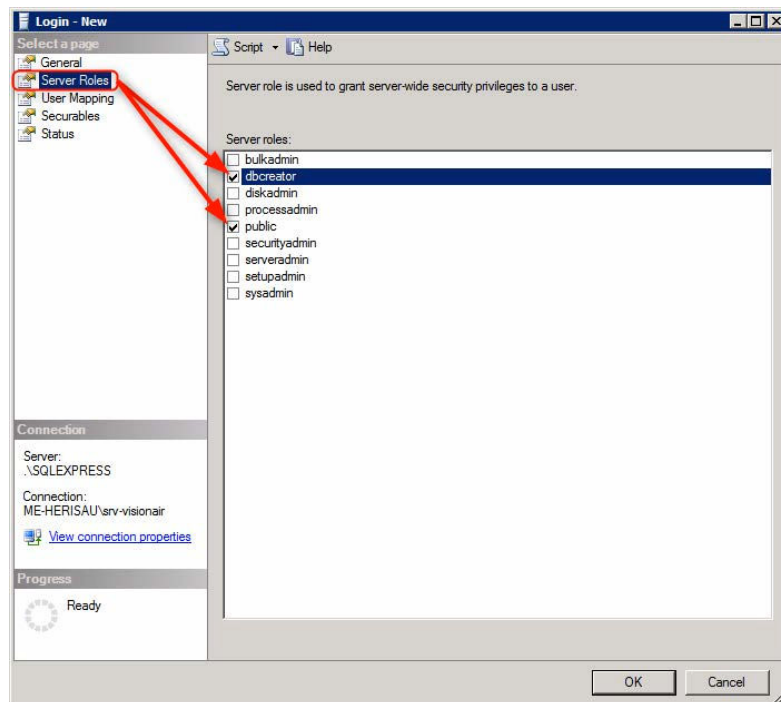 Login - New
Select a page
General
Server Roles
User Mapping
Securables
Status
Script
Help
Server role is used to grant server-wide security privileges to a user.
Server roles:
bulkadmin
dbcreator
diskadmin
processadmin
public
securityadmin
serveradmin
setupadmin
sysadmin
Connection
Server:
.\SQLEXPRESS
Connection:
ME-HERISAU\srv-visionair
View connection properties
Progress
Ready
OK
Cancel